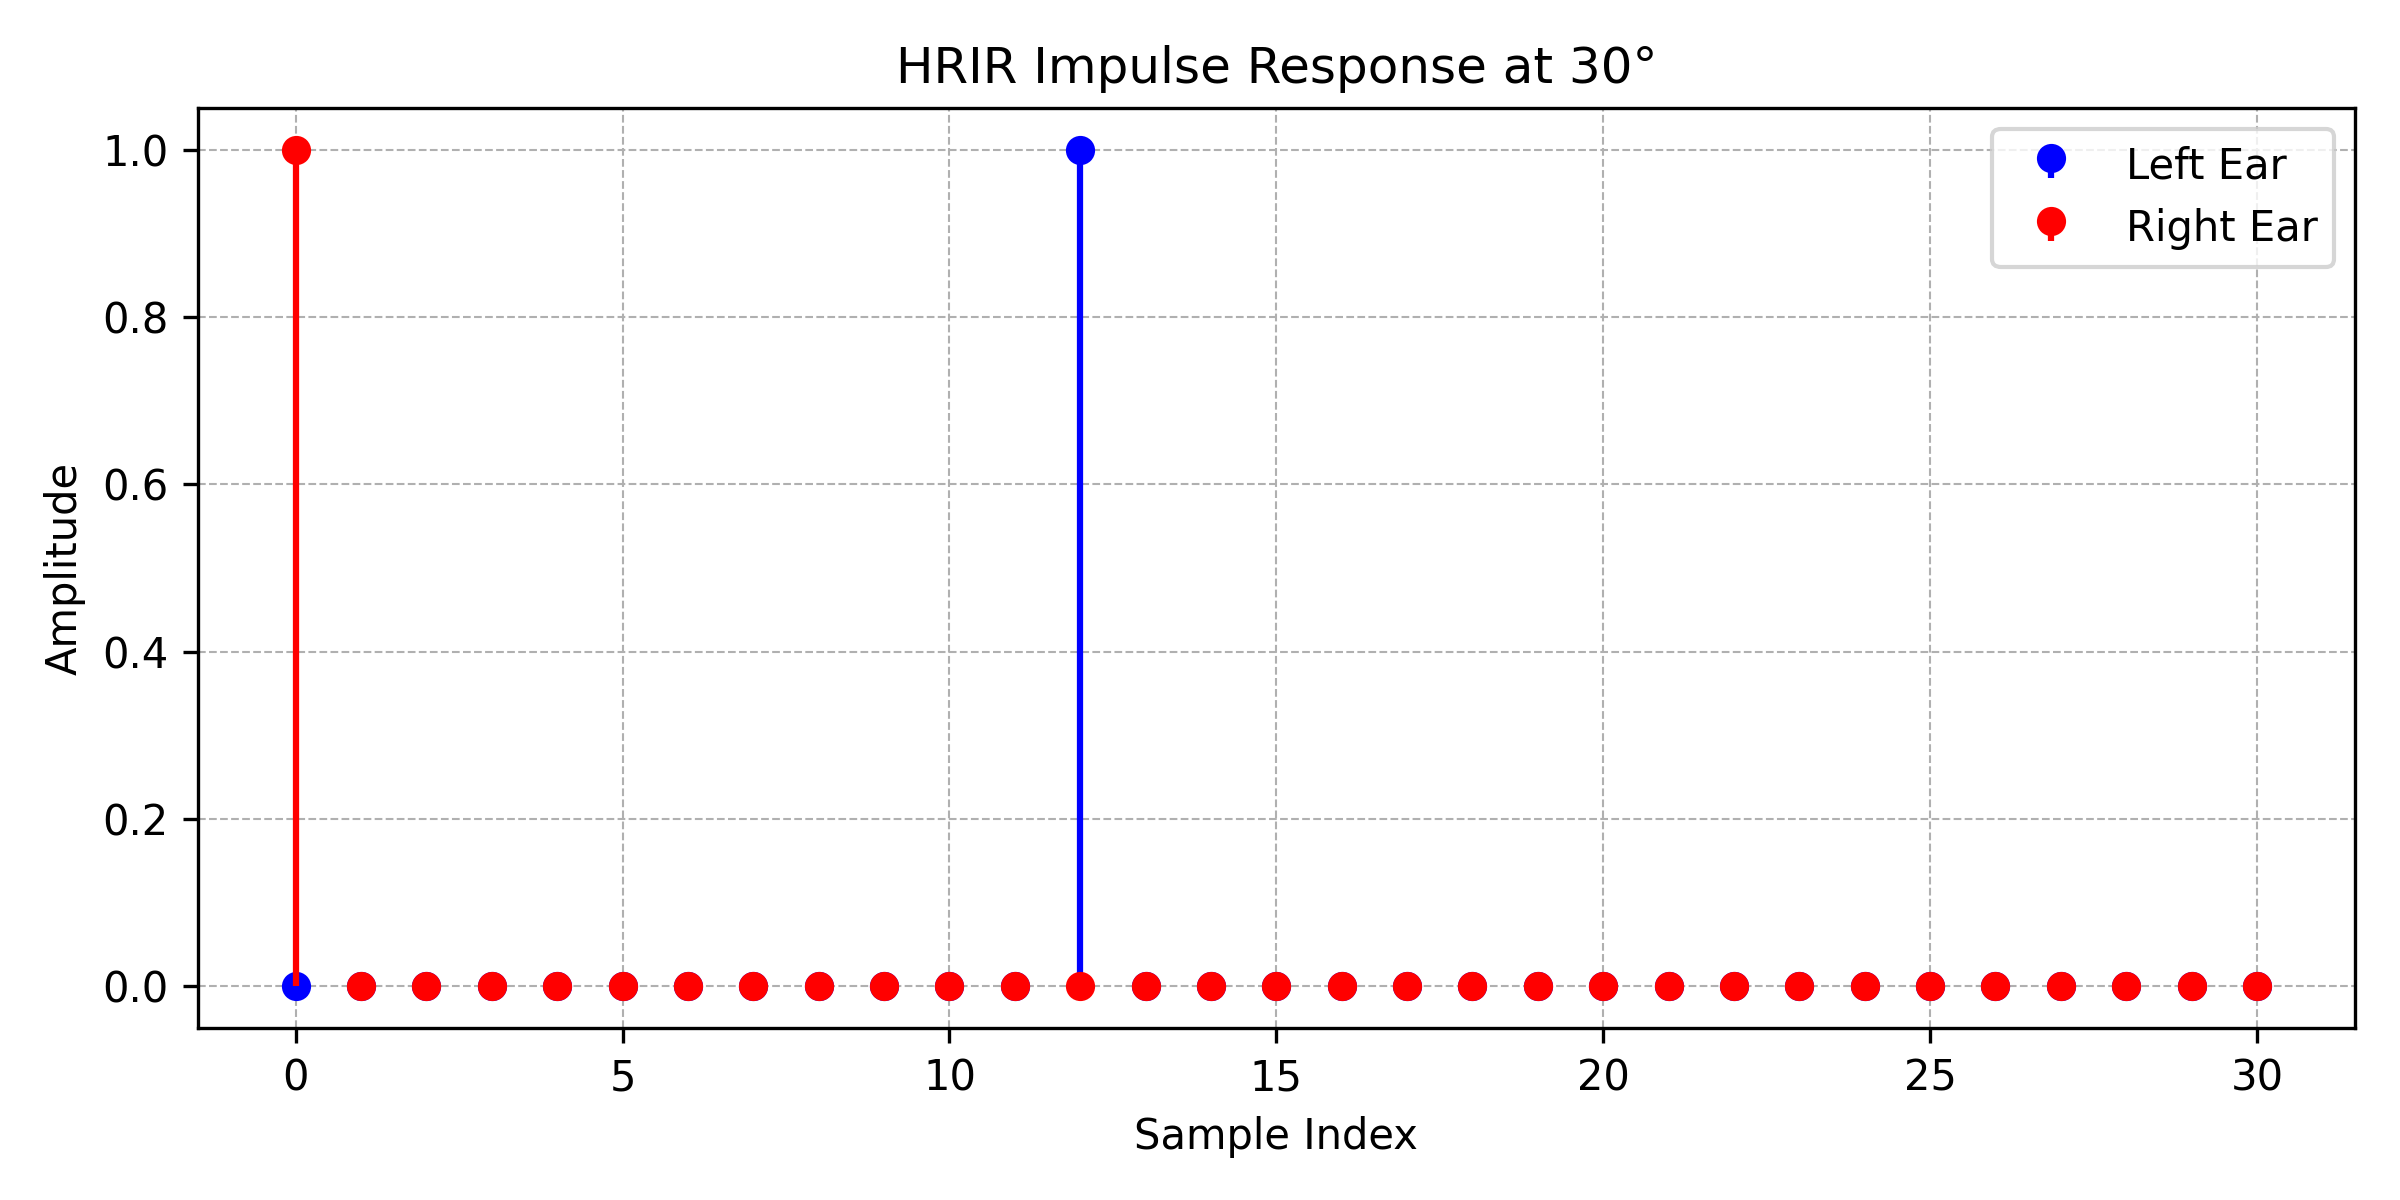 HRIR Impulse Response at 30°
Left Ear
Right Ear
1.0
0.8
0.6
0.4
0.2
0.0
Amplitude
0 5 10 15 20 25 30
Sample Index